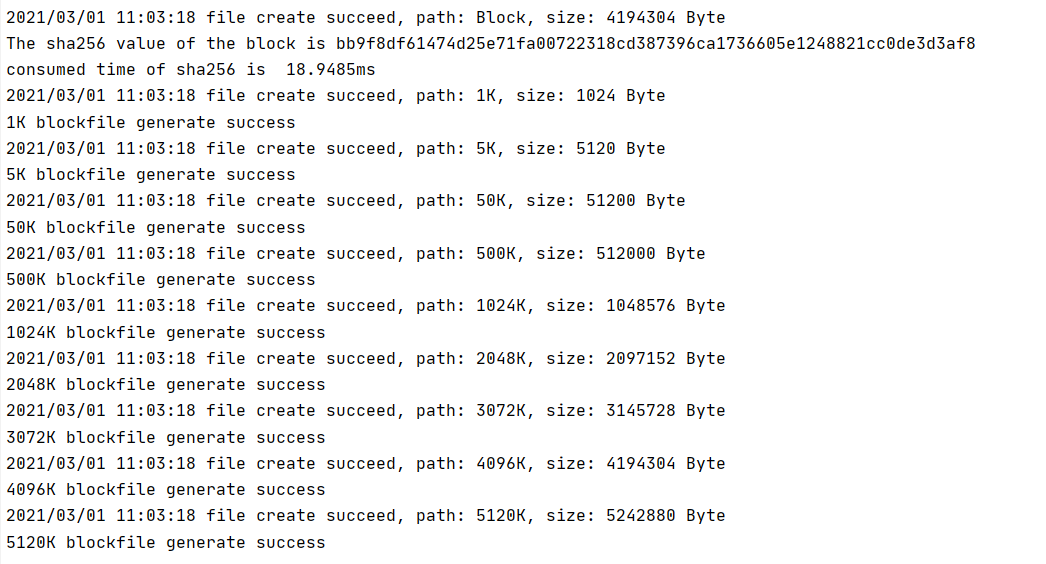 2021/03/01 11:03:18 file create succeed, path: Block, size: 4194304 Byte
The sha256 value of the block is bb9f8df61474d25e71fa00722318cd387396ca1736605e1248821cc0de3d3af8
consumed time of sha256 is  18.9485ms
2021/03/01 11:03:18 file create succeed, path: 1K, size: 1024 Byte
1K blockfile generate success
2021/03/01 11:03:18 file create succeed, path: 5K, size: 5120 Byte
5K blockfile generate success
2021/03/01 11:03:18 file create succeed, path: 50K, size: 51200 Byte
50K blockfile generate success
2021/03/01 11:03:18 file create succeed, path: 500K, size: 512000 Byte
500K blockfile generate success
2021/03/01 11:03:18 file create succeed, path: 1024K, size: 1048576 Byte
1024K blockfile generate success
2021/03/01 11:03:18 file create succeed, path: 2048K, size: 2097152 Byte
2048K blockfile generate success
2021/03/01 11:03:18 file create succeed, path: 3072K, size: 3145728 Byte
3072K blockfile generate success
2021/03/01 11:03:18 file create succeed, path: 4096K, size: 4194304 Byte
4096K blockfile generate success
2021/03/01 11:03:18 file create succeed, path: 5120K, size: 5242880 Byte
5120K blockfile generate success